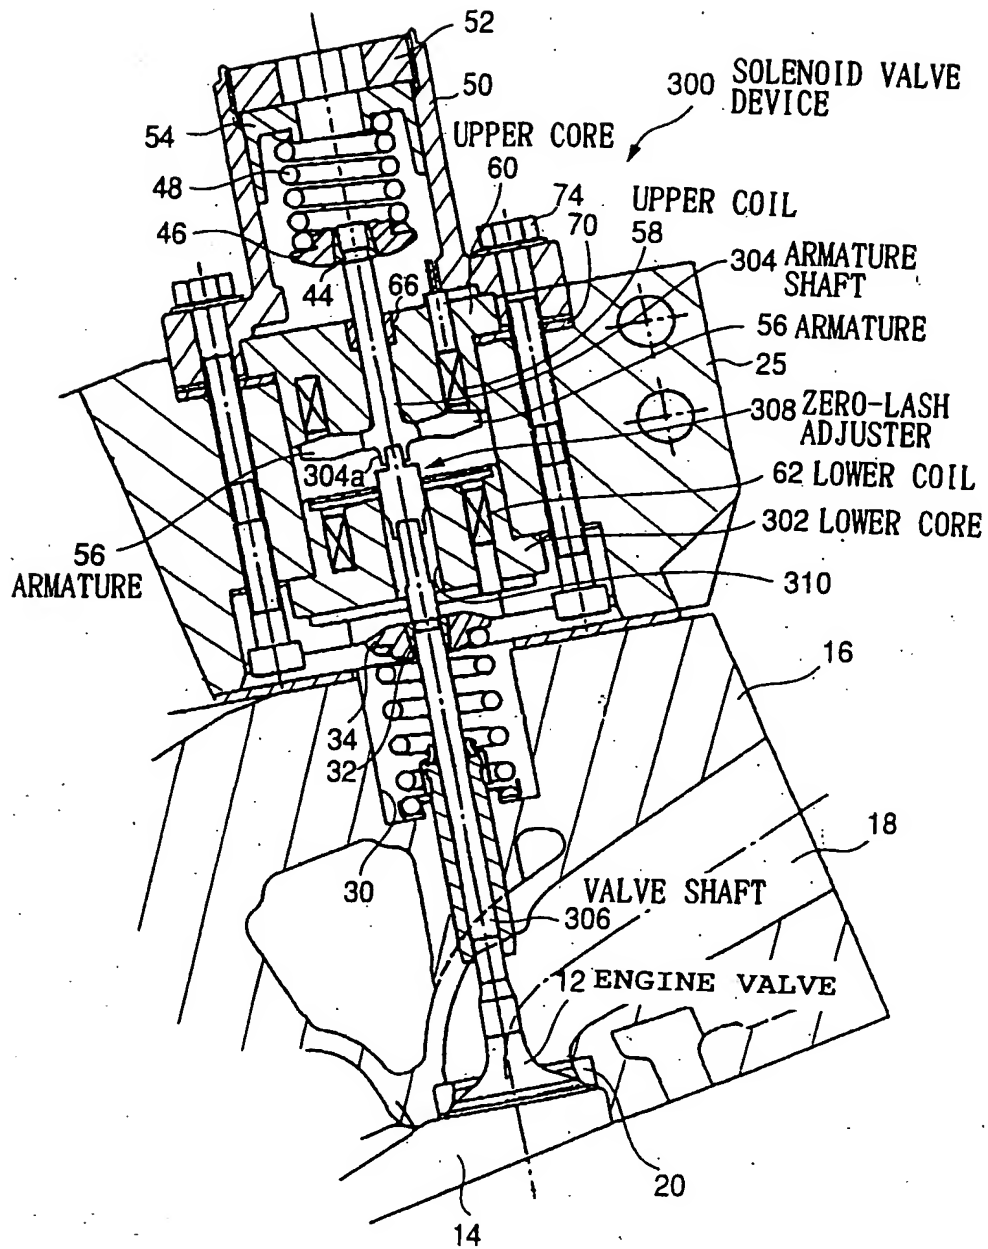 52
300 SOLENOID VALVE
DEVICE
50
54
UPPER CORE
60
48
74
UPPER COIL
70
46
58
304 ARMATURE
SHAFT
44
66
56 ARMATURE
25
308 ZERO-LASH
ADJUSTER
304a
62 LOWER COIL
302 LOWER CORE
56
ARMATURE
310
16
34
32
18
30
VALVE SHAFT
306
12 ENGINE VALVE
20
14